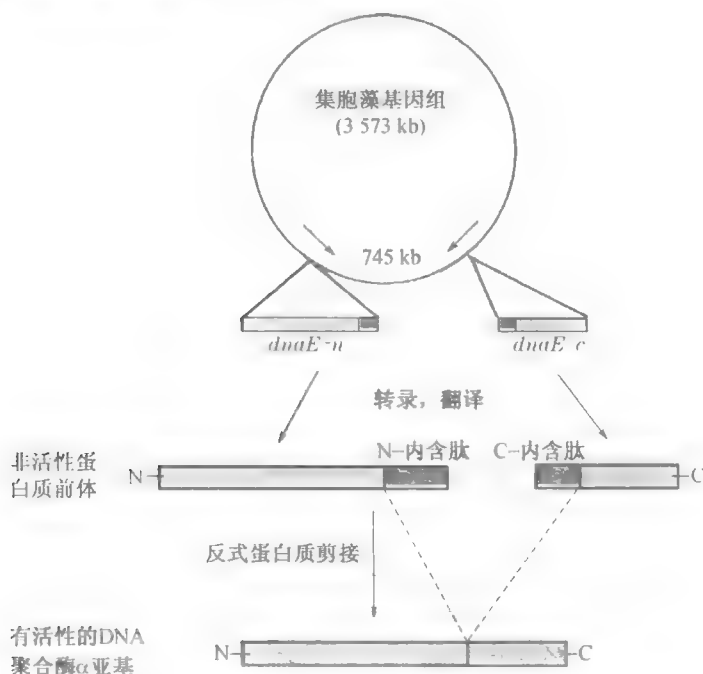 集胞藻基因组
(3 573 kb)
745 kb
dnaE-n
dnaE-c
转录，翻译
N-内含肽
C-内含肽
非活性蛋
白质前体
N
C
反式蛋白质剪接
有活性的DNA
聚合酶α亚基
N
C